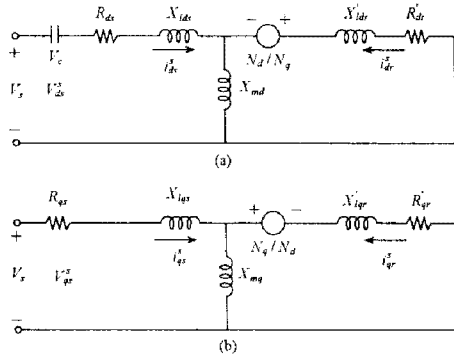 R_ds X_lds − + X'_ldr R'_dr
+ V_c i^s_ds N_d / N_q i^s_dr
V_s V^s_ds X_md
−
(a)
R_qs X_lqs + − X'_lqr R'_qr
+ i^s_qs N_q / N_d i^s_qr
V_s V^s_qs X_mq
−
(b)